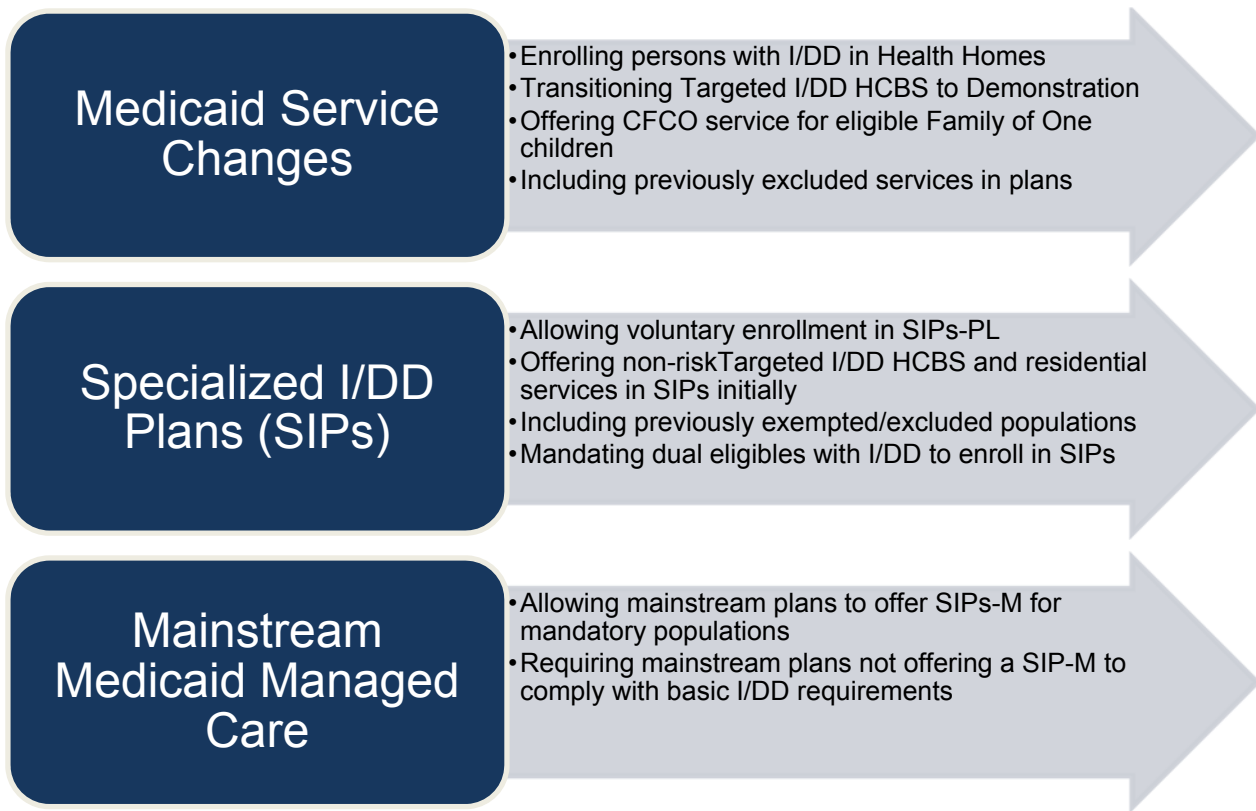 Medicaid Service
Changes
•Enrolling persons with I/DD in Health Homes
•Transitioning Targeted I/DD HCBS to Demonstration
•Offering CFCO service for eligible Family of One
children
•Including previously excluded services in plans
Specialized I/DD
Plans (SIPs)
•Allowing voluntary enrollment in SIPs-PL
•Offering non-riskTargeted I/DD HCBS and residential
services in SIPs initially
•Including previously exempted/excluded populations
•Mandating dual eligibles with I/DD to enroll in SIPs
Mainstream
Medicaid Managed
Care
•Allowing mainstream plans to offer SIPs-M for
mandatory populations
•Requiring mainstream plans not offering a SIP-M to
comply with basic I/DD requirements